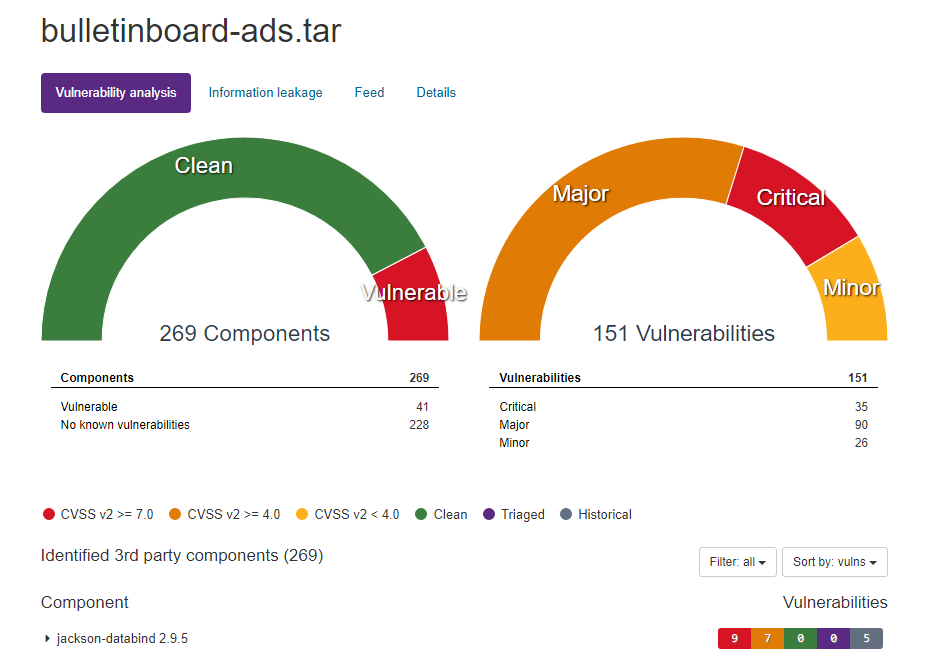 bulletinboard-ads.tar
Vulnerability analysis Information leakage Feed Details
Clean
Vulnerable
269 Components
Major
Critical
Minor
151 Vulnerabilities
Components 269
Vulnerable 41
No known vulnerabilities 228
Vulnerabilities 151
Critical 35
Major 90
Minor 26
CVSS v2 >= 7.0 CVSS v2 >= 4.0 CVSS v2 < 4.0 Clean Triaged Historical
Identified 3rd party components (269) Filter: all Sort by: vulns
Component Vulnerabilities
jackson-databind 2.9.5 9 7 0 0 5